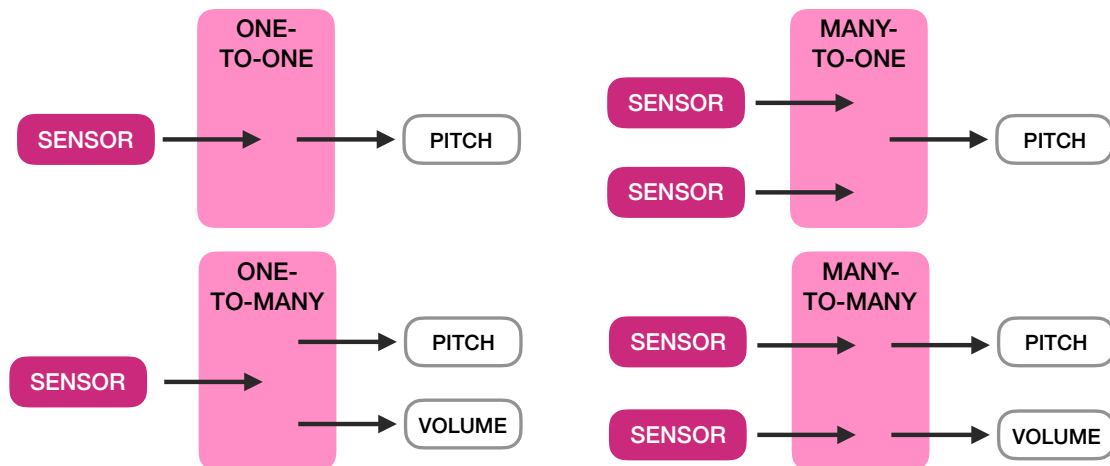 ONE-
TO-ONE
SENSOR
PITCH
MANY-
TO-ONE
SENSOR
SENSOR
PITCH
ONE-
TO-MANY
SENSOR
PITCH
VOLUME
MANY-
TO-MANY
SENSOR
PITCH
SENSOR
VOLUME